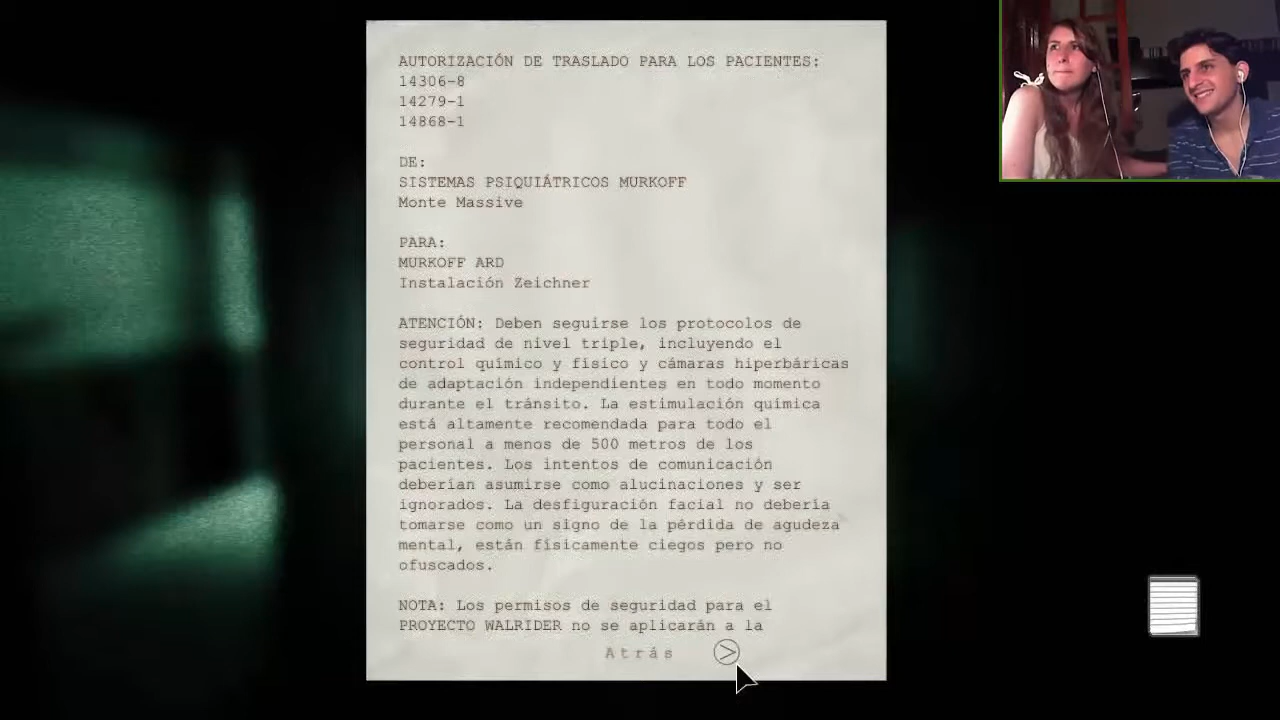 AUTORIZACIÓN DE TRASLADO PARA LOS PACIENTES:
14306-8
14279-1
14868-1
DE:
SISTEMAS PSIQUIÁTRICOS MURKOFF
Monte Massive
PARA:
MURKOFF ARD
Instalación Zeichner
ATENCIÓN: Deben seguirse los protocolos de
seguridad de nivel triple, incluyendo el
control químico y físico y cámaras hiperbáricas
de adaptación independientes en todo momento
durante el tránsito. La estimulación química
está altamente recomendada para todo el
personal a menos de 500 metros de los
pacientes. Los intentos de comunicación
deberían asumirse como alucinaciones y ser
ignorados. La desfiguración facial no debería
tomarse como un signo de la pérdida de agudeza
mental, están físicamente ciegos pero no
ofuscados.
NOTA: Los permisos de seguridad para el
PROYECTO WALRIDER no se aplicarán a la
Atrás